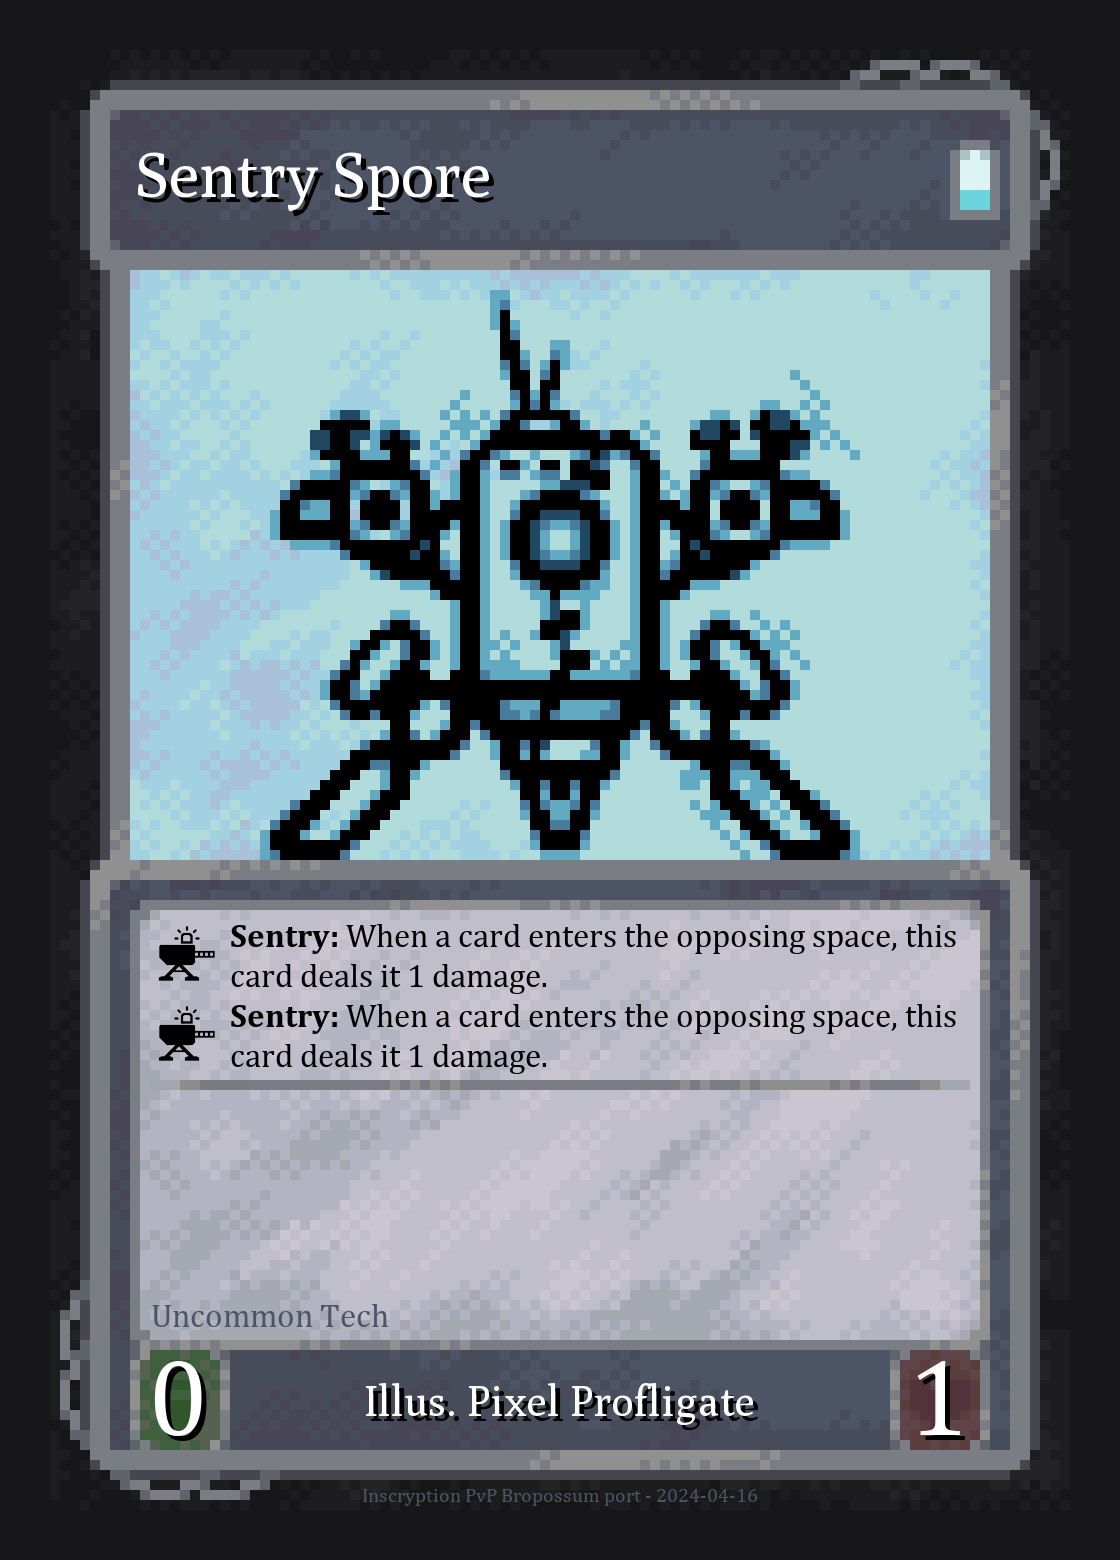 Sentry Spore
Sentry: When a card enters the opposing space, this
card deals it 1 damage.
Sentry: When a card enters the opposing space, this
card deals it 1 damage.
Uncommon Tech
0
Illus. Pixel Profligate
1
Inscryption PvP Bropossum port - 2024-04-16